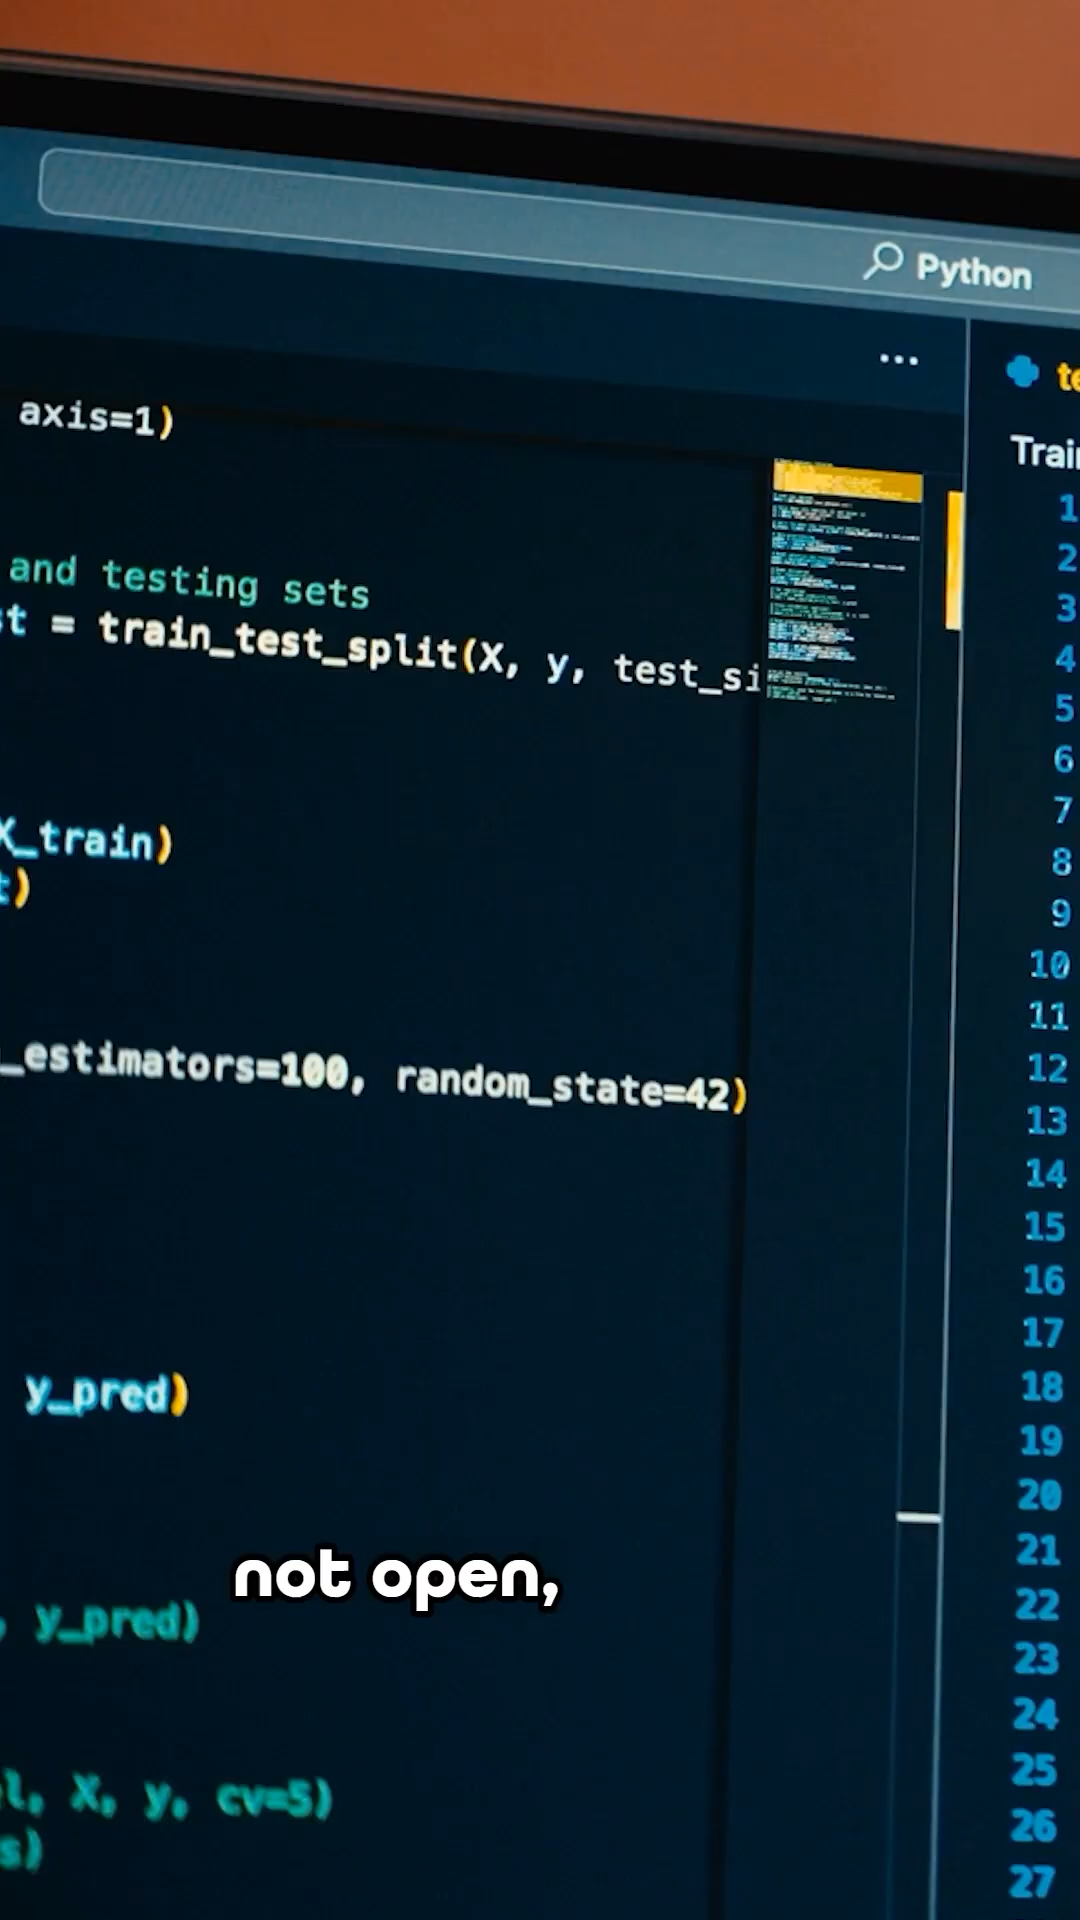 Python
axis=1)
and testing sets
= train_test_split(X, y, test_si
X_train)
_estimators=100, random_state=42)
y_pred)
not open,
, y_pred)
, X, y, cv=5)
s)
te
Trai
1
2
3
4
5
6
7
8
9
10
11
12
13
14
15
16
17
18
19
20
21
22
23
24
25
26
27